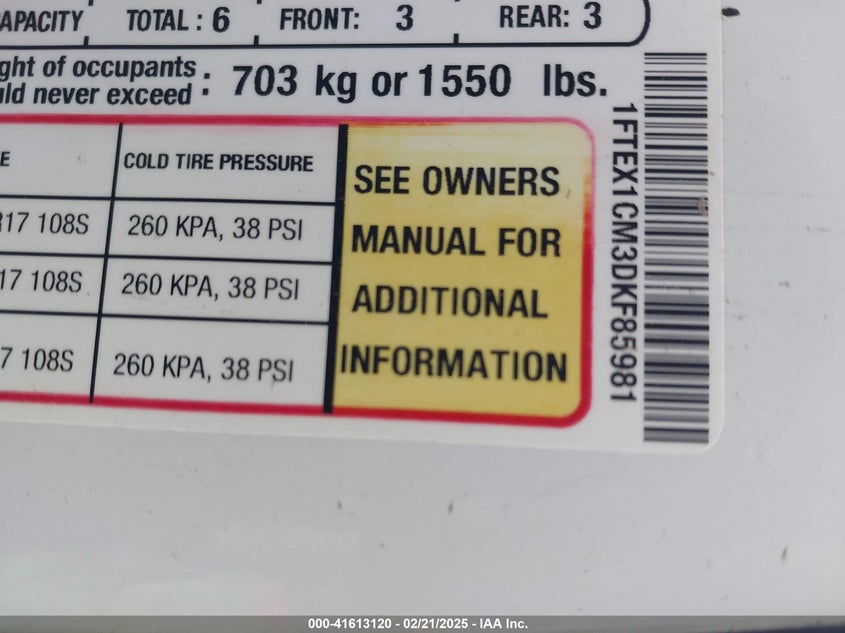 APACITY TOTAL : 6 FRONT: 3 REAR: 3
ght of occupants
ld never exceed : 703 kg or 1550 lbs.
E COLD TIRE PRESSURE
R17 108S 260 KPA, 38 PSI
17 108S 260 KPA, 38 PSI
7 108S 260 KPA, 38 PSI
SEE OWNERS
MANUAL FOR
ADDITIONAL
INFORMATION
1FTEX1CM3DKF85981
000-41613120 - 02/21/2025 - IAA Inc.